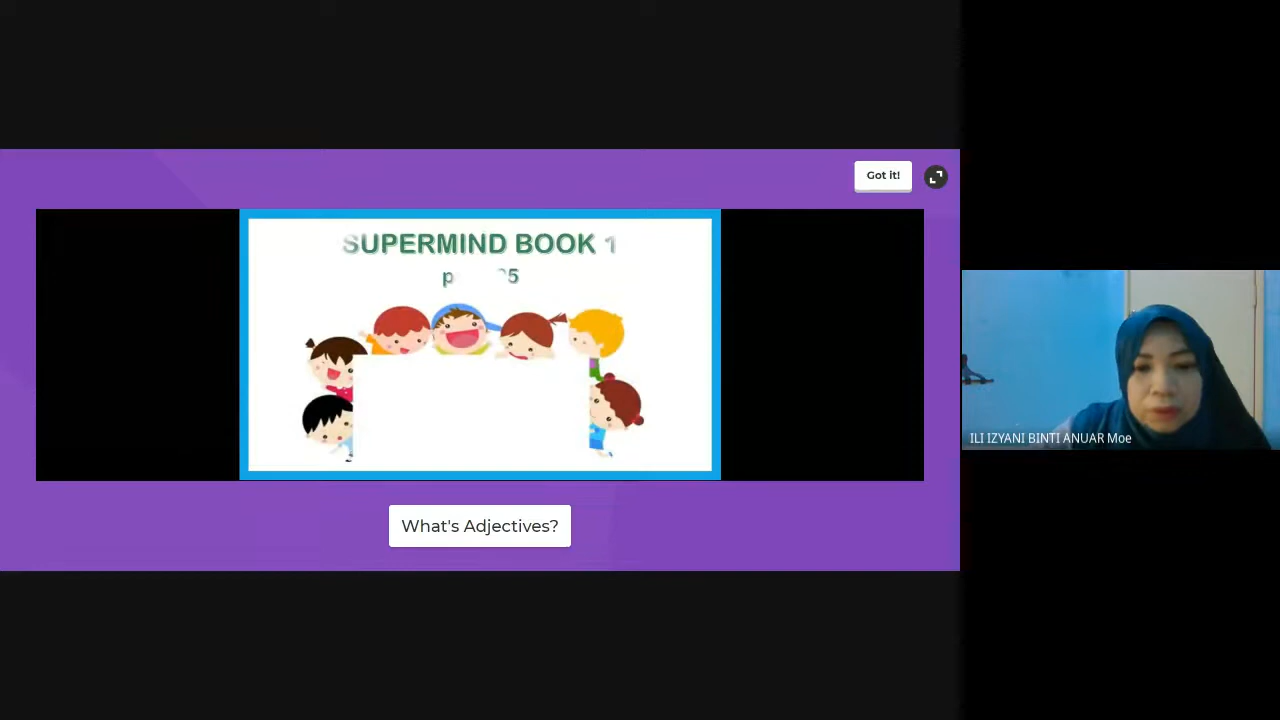 Got it!
SUPERMIND BOOK 1
What's Adjectives?
ILI IZYANI BINTI ANUAR Moe